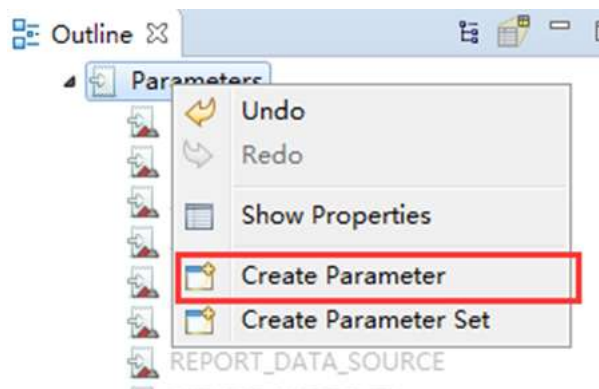 Outline
Parameters
Undo
Redo
Show Properties
Create Parameter
Create Parameter Set
REPORT_DATA_SOURCE